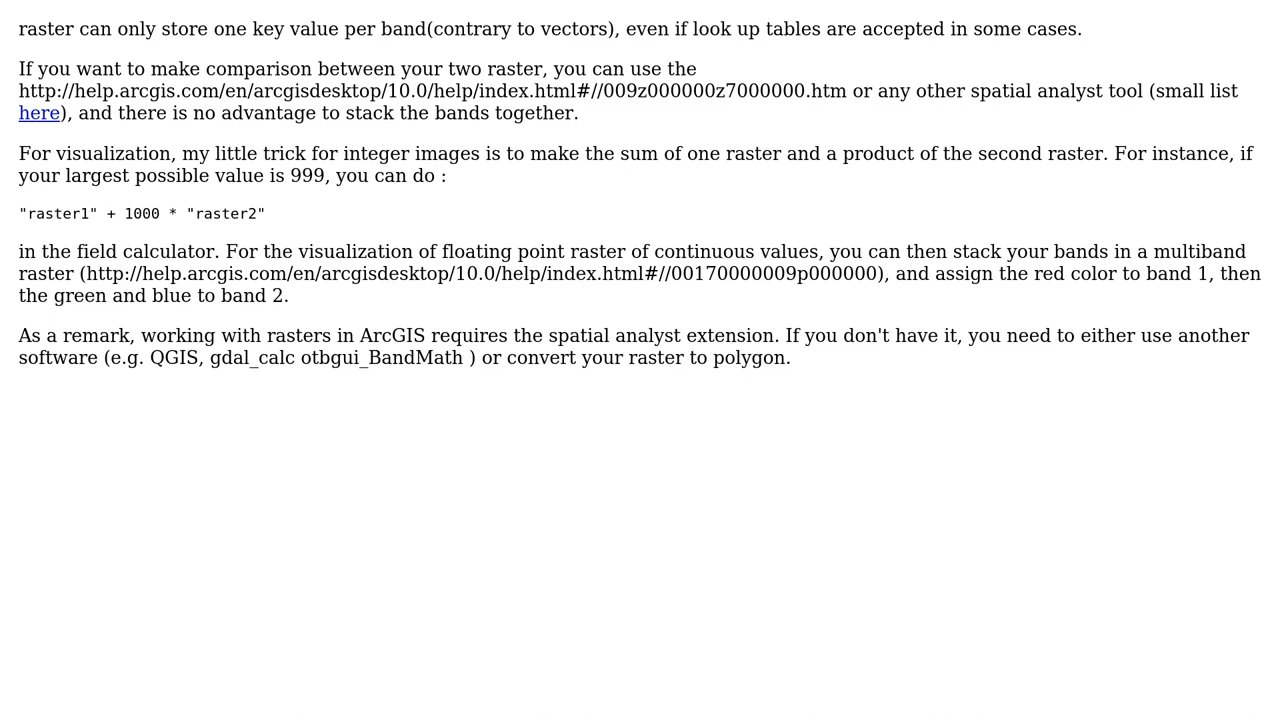 raster can only store one key value per band(contrary to vectors), even if look up tables are accepted in some cases.
If you want to make comparison between your two raster, you can use the
http://help.arcgis.com/en/arcgisdesktop/10.0/help/index.html#//009z000000z7000000.htm or any other spatial analyst tool (small list
here), and there is no advantage to stack the bands together.
For visualization, my little trick for integer images is to make the sum of one raster and a product of the second raster. For instance, if
your largest possible value is 999, you can do :
"raster1" + 1000 * "raster2"
in the field calculator. For the visualization of floating point raster of continuous values, you can then stack your bands in a multiband
raster (http://help.arcgis.com/en/arcgisdesktop/10.0/help/index.html#//00170000009p000000), and assign the red color to band 1, then
the green and blue to band 2.
As a remark, working with rasters in ArcGIS requires the spatial analyst extension. If you don't have it, you need to either use another
software (e.g. QGIS, gdal_calc otbgui_BandMath ) or convert your raster to polygon.